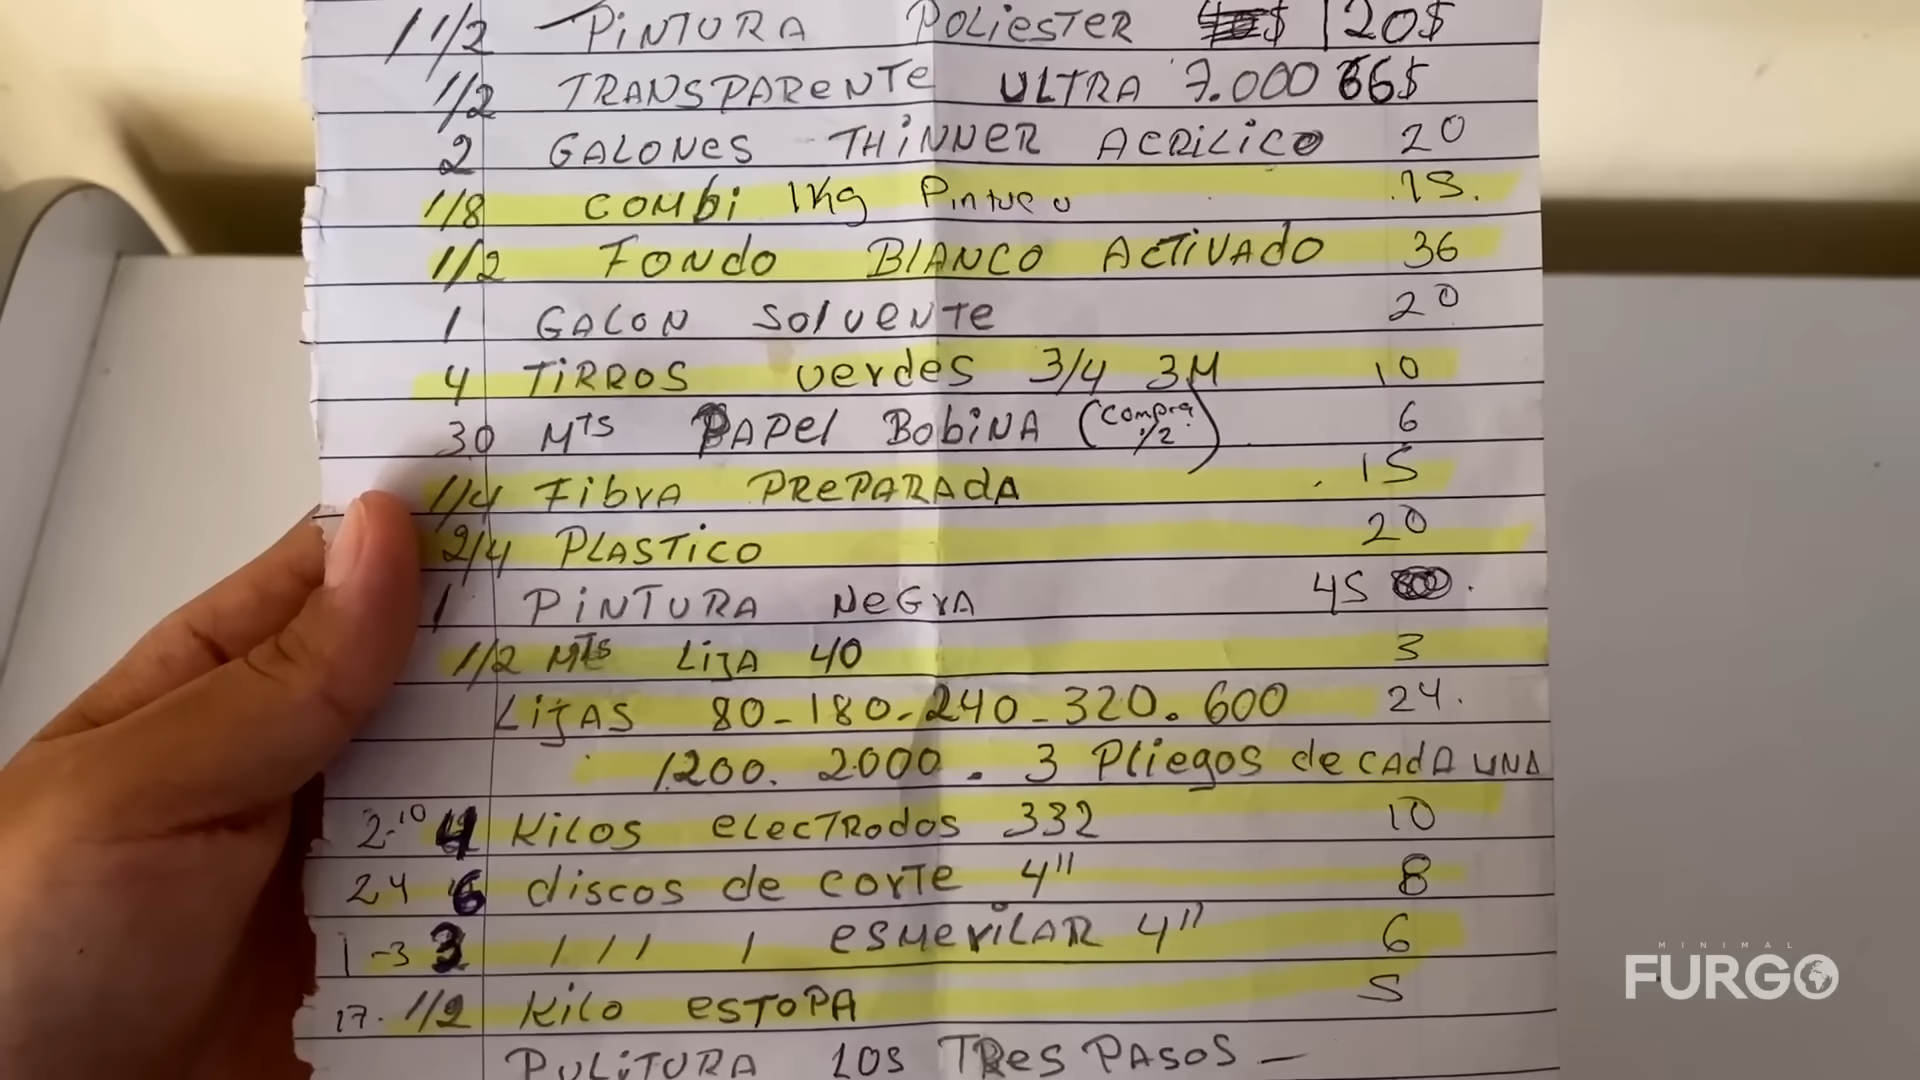 1 1/2 PINTURA POLIESTER 120$
1/2 TRANSPARENTE ULTRA 7.000 66$
2 GALONES THINNER ACRILICO 20
1/8 COMBI 1Kg 15.
1/2 FONDO BLANCO ACTIVADO 36
1 GALON SOLVENTE 20
4 TIRROS VERDES 3/4 3M 10
30 MTS PAPEL BOBINA (Compra 1/2) 6
1/4 FIBRA PREPARADA 15
2/4 PLASTICO 20
1 PINTURA NEGRA 45
1/2 MTS LIJA 40 3
LIJAS 80-180-240-320.600 24.
1200.2000. 3 Pliegos de CADA UNA
2-10 4 KILOS ELECTRODOS 332 10
24 6 discos de corte 4" 8
1-3 3 / / / / ESMERILAR 4" 6
17. 1/2 KILO ESTOPA 5
PULITURA LOS TRES PASOS —
MINIMAL
FURGO